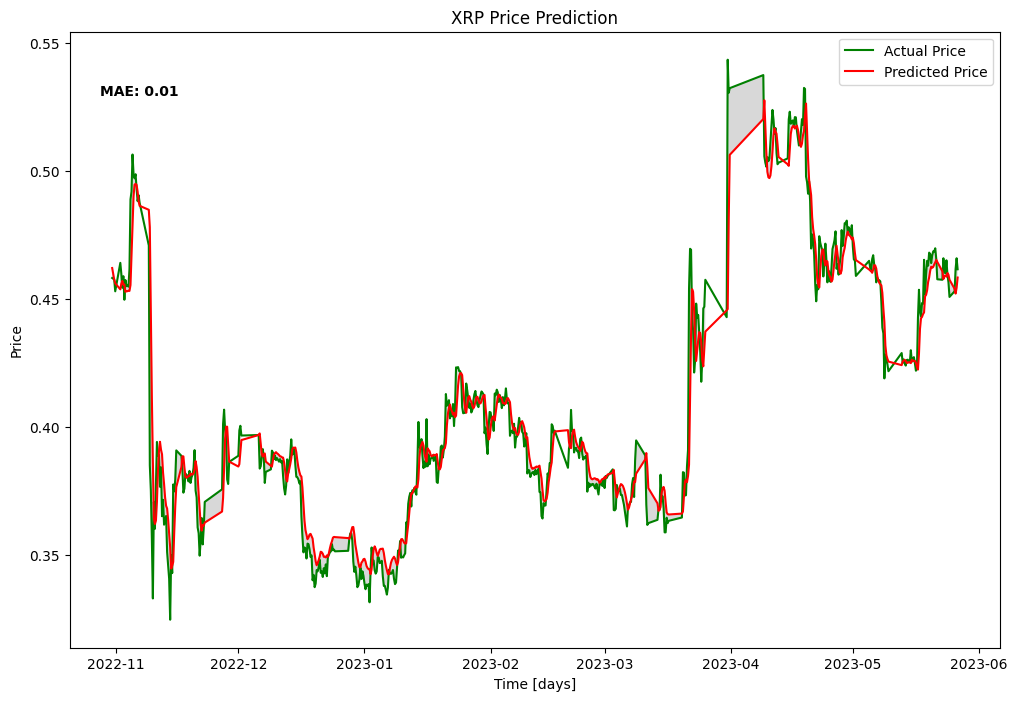 XRP Price Prediction
Actual Price
Predicted Price
MAE: 0.01
Price
0.55
0.50
0.45
0.40
0.35
2022-11
2022-12
2023-01
2023-02
2023-03
2023-04
2023-05
2023-06
Time [days]